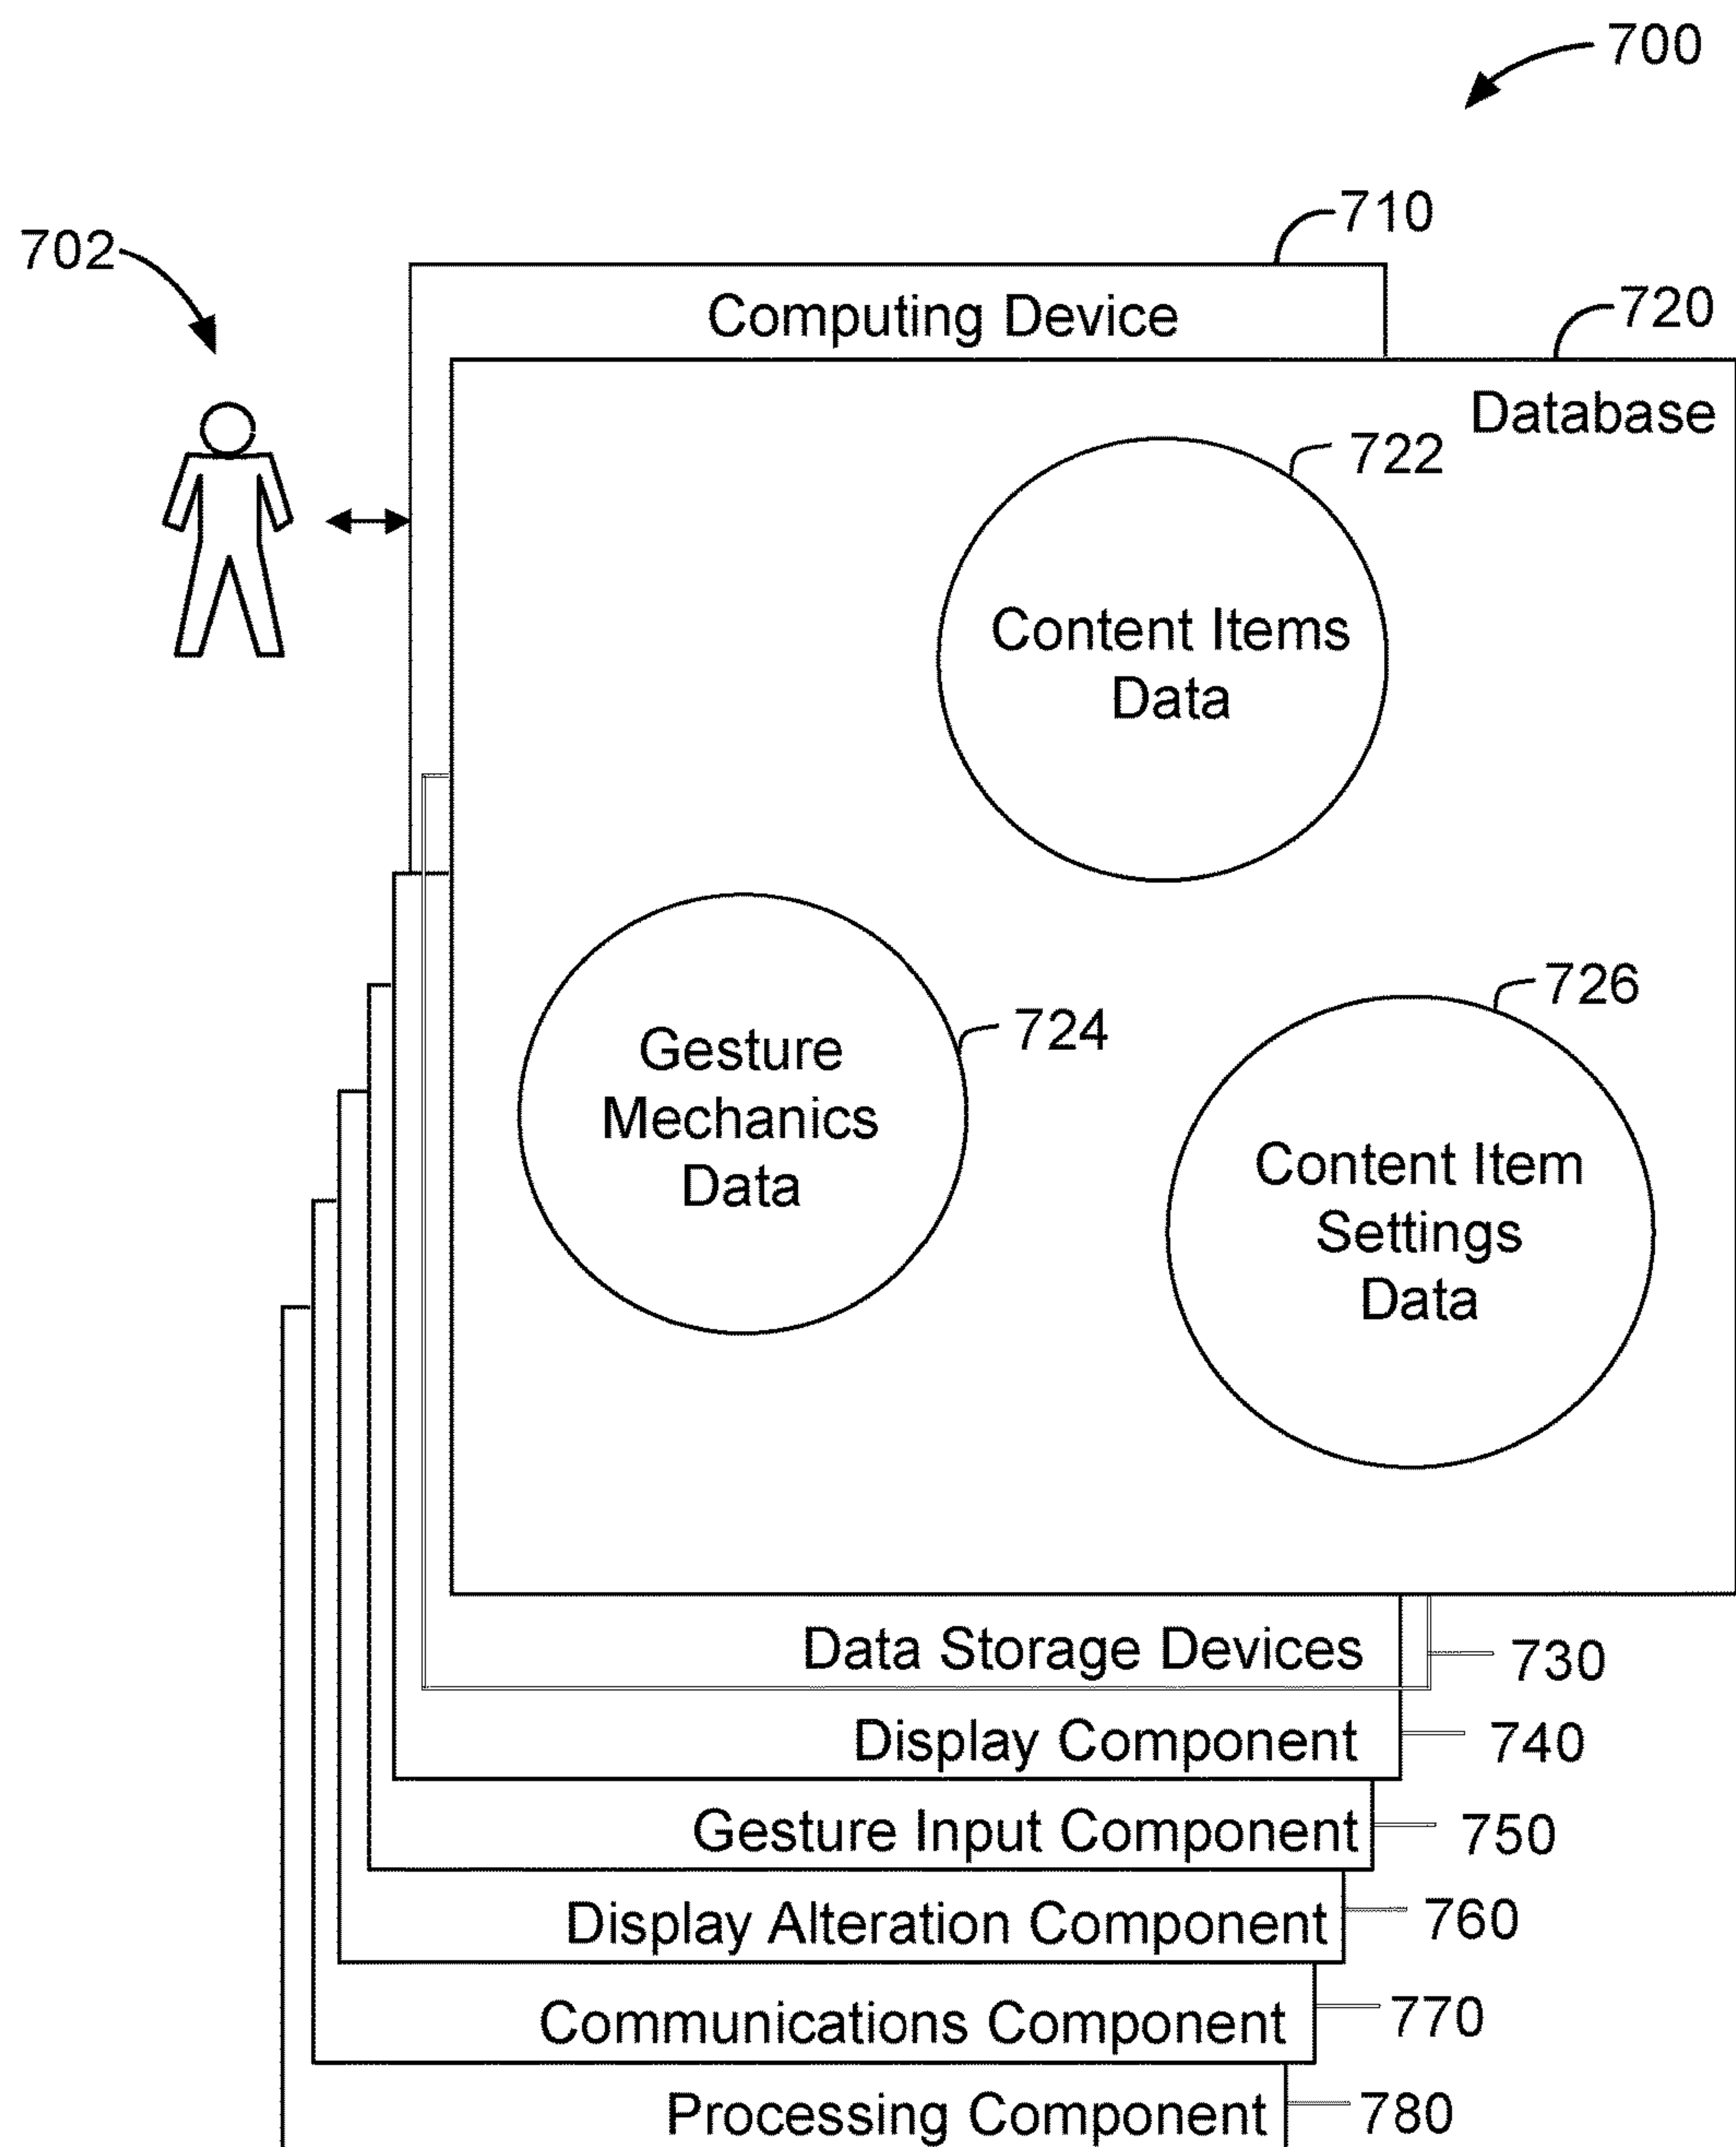 700
710
702
Computing Device
720
Database
722
Content Items
Data
726
724
Gesture
Mechanics
Data
Content Item
Settings
Data
Data Storage Devices
730
Display Component
740
Gesture Input Component
750
Display Alteration Component
760
Communications Component
770
Processing Component
780